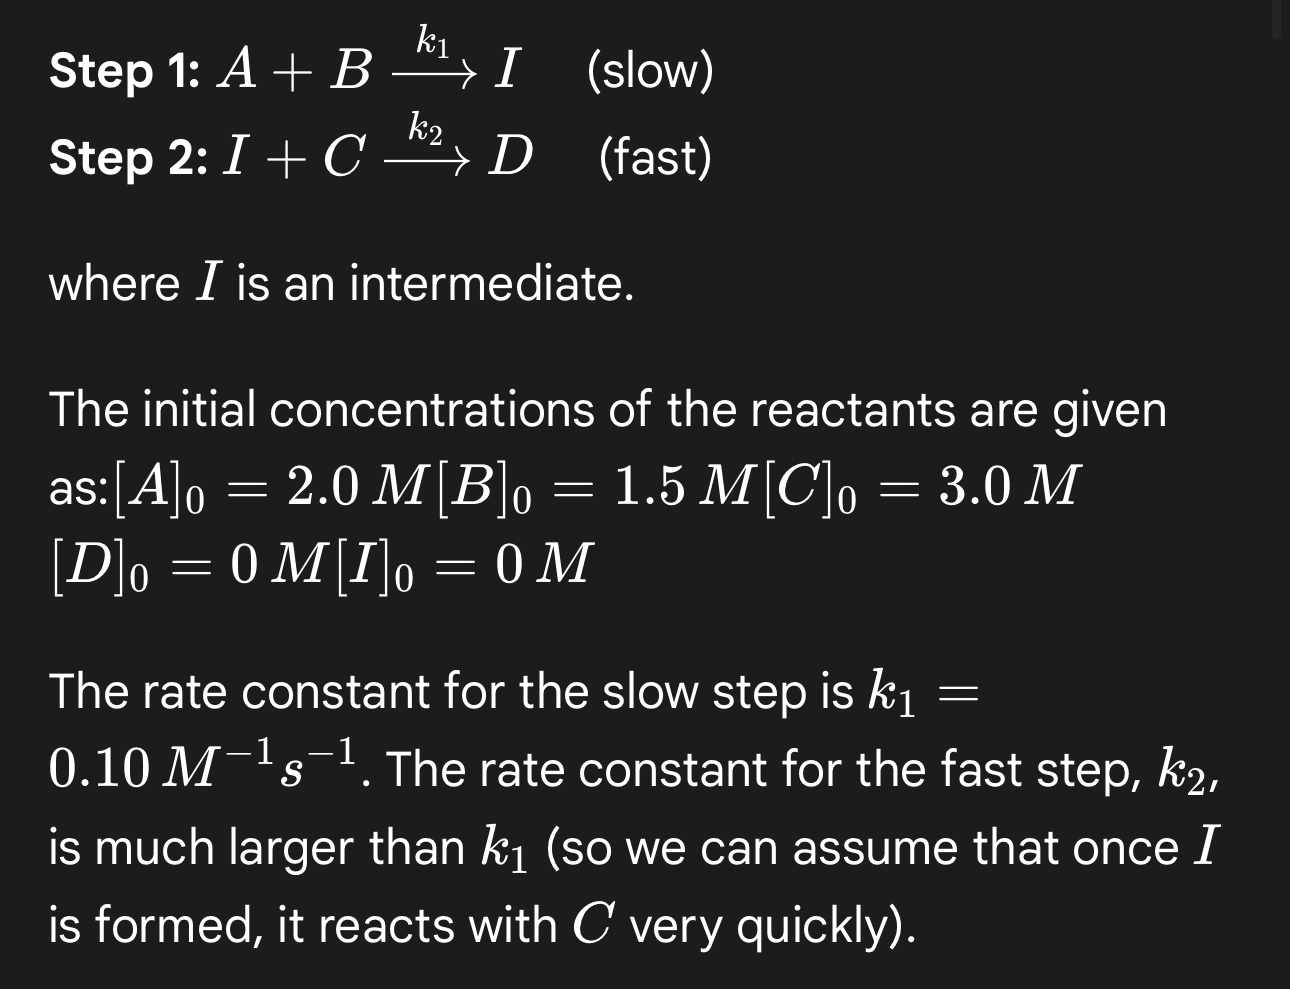 Step 1: A + B \xrightarrow{k_1} I (slow)
Step 2: I + C \xrightarrow{k_2} D (fast)
where I is an intermediate.
The initial concentrations of the reactants are given
as:[A]_0 = 2.0 M[B]_0 = 1.5 M[C]_0 = 3.0 M
[D]_0 = 0 M[I]_0 = 0 M
The rate constant for the slow step is k_1 =
0.10 M^{-1}s^{-1}. The rate constant for the fast step, k_2,
is much larger than k_1 (so we can assume that once I
is formed, it reacts with C very quickly).